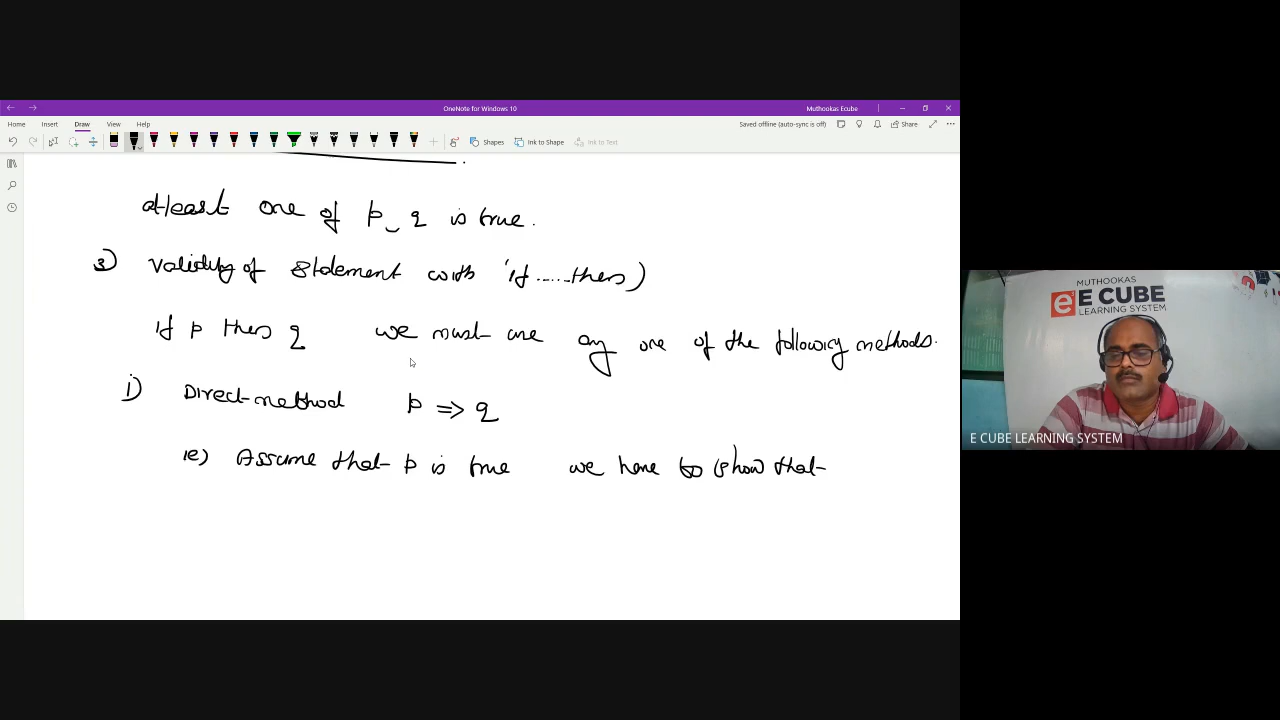 OneNote for Windows 10
Muthookas Ecube
Home Insert Draw View Help
Saved offline (auto-sync is off)
Share
Shapes
Ink to Shape
Ink to Text
atleast one of p, q is true.
3) Validity of Statement with 'if ...... then)
If p then q we must use any one of the following methods.
i) Direct method p => q
ie) Assume that p is true we have to show that
MUTHOOKAS
E CUBE
LEARNING SYSTEM
E CUBE LEARNING SYSTEM